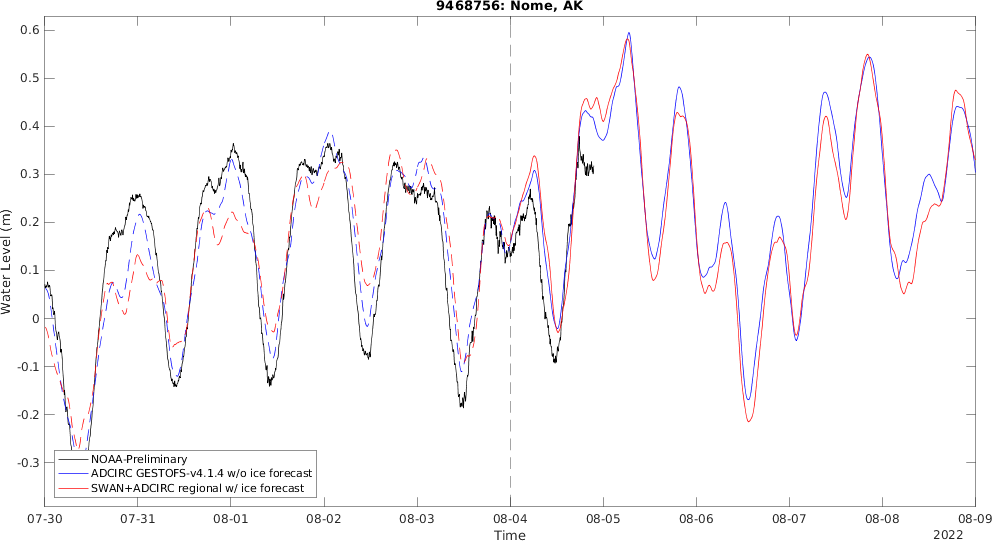 9468756: Nome, AK
0.6
0.5
0.4
0.3
0.2
0.1
0
-0.1
-0.2
-0.3
Water Level (m)
NOAA-Preliminary
ADCIRC GESTOFS-v4.1.4 w/o ice forecast
SWAN+ADCIRC regional w/ ice forecast
07-30 07-31 08-01 08-02 08-03 08-04 08-05 08-06 08-07 08-08 08-09
Time
2022